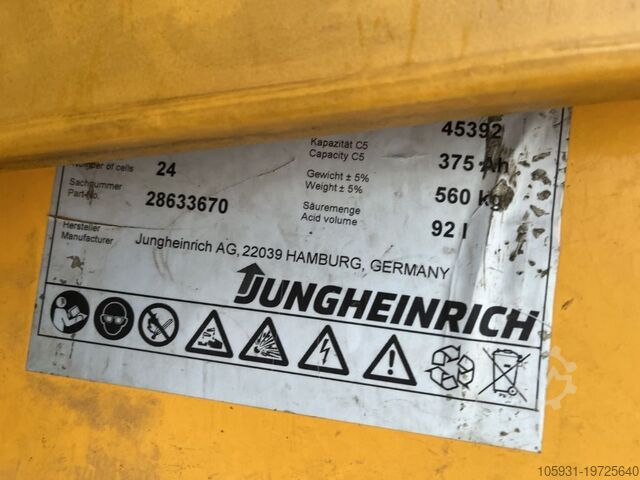 45392
Number of cells 24
Kapazität C5
Capacity C5 375 Ah
Sachnummer
Part-No. 28633670
Gewicht ± 5%
Weight ± 5% 560 kg
Säuremenge
Acid volume 92 l
Hersteller
Manufacturer Jungheinrich AG, 22039 HAMBURG, GERMANY
JUNGHEINRICH
105931-19725640